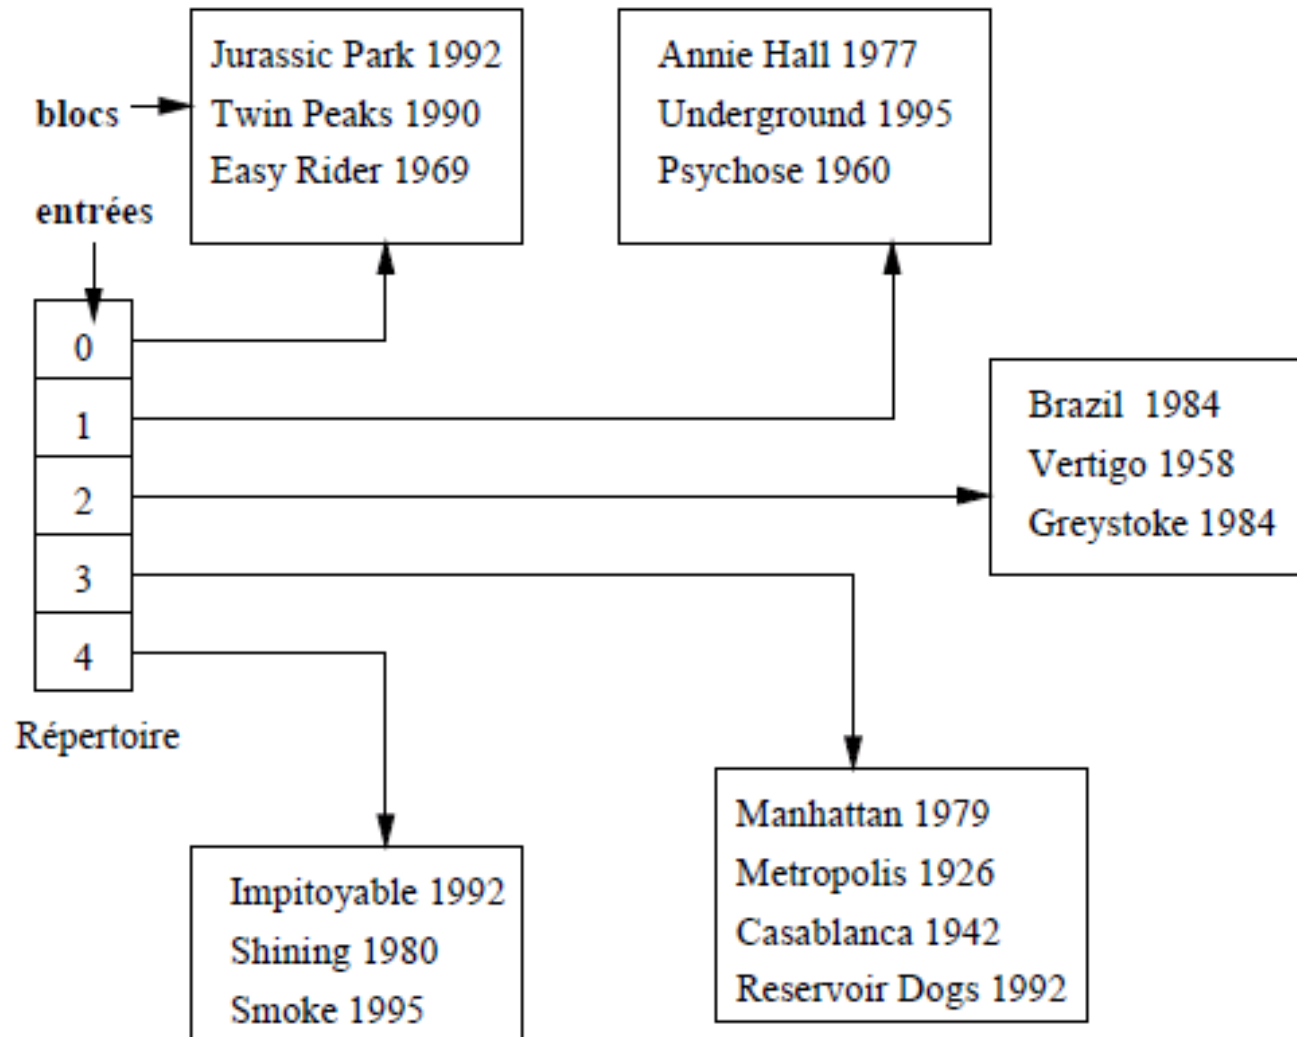 Jurassic Park 1992
Twin Peaks 1990
Easy Rider 1969
Annie Hall 1977
Underground 1995
Psychose 1960
blocs
entrées
0
1
2
3
4
Répertoire
Brazil 1984
Vertigo 1958
Greystoke 1984
Impitoyable 1992
Shining 1980
Smoke 1995
Manhattan 1979
Metropolis 1926
Casablanca 1942
Reservoir Dogs 1992